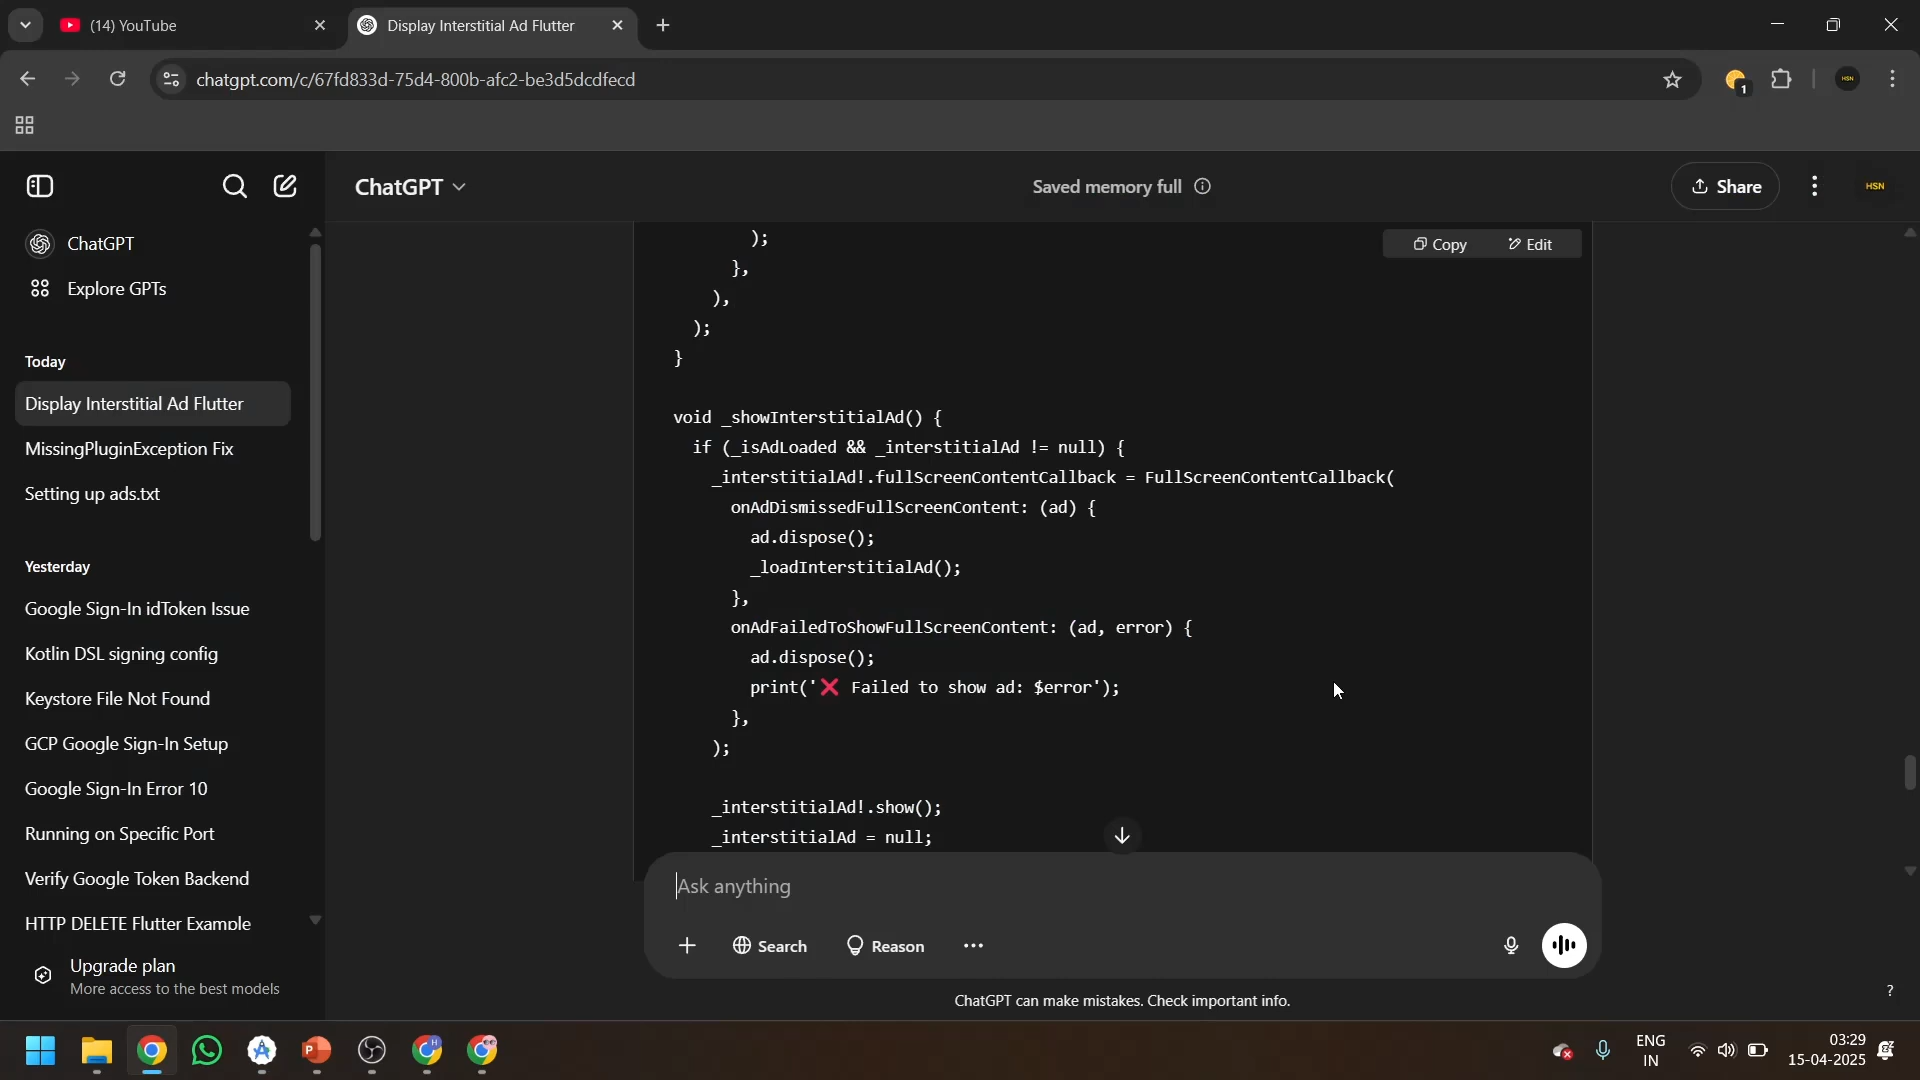 (14) YouTube
Display Interstitial Ad Flutter
chatgpt.com/c/67fd833d-75d4-800b-afc2-be3d5dcdfecd
1
HSN
ChatGPT
Saved memory full
Share
HSN
ChatGPT
Explore GPTs
Today
Display Interstitial Ad Flutter
MissingPluginException Fix
Setting up ads.txt
Yesterday
Google Sign-In idToken Issue
Kotlin DSL signing config
Keystore File Not Found
GCP Google Sign-In Setup
Google Sign-In Error 10
Running on Specific Port
Verify Google Token Backend
HTTP DELETE Flutter Example
Upgrade plan
More access to the best models
Copy
Edit
);
},
),
);
}
void _showInterstitialAd() {
if (_isAdLoaded && _interstitialAd != null) {
_interstitialAd!.fullScreenContentCallback = FullScreenContentCallback(
onAdDismissedFullScreenContent: (ad) {
ad.dispose();
_loadInterstitialAd();
},
onAdFailedToShowFullScreenContent: (ad, error) {
ad.dispose();
print('❌ Failed to show ad: $error');
},
);
_interstitialAd!.show();
_interstitialAd = null;
Ask anything
Search
Reason
ChatGPT can make mistakes. Check important info.
?
ENG
IN
03:29
15-04-2025